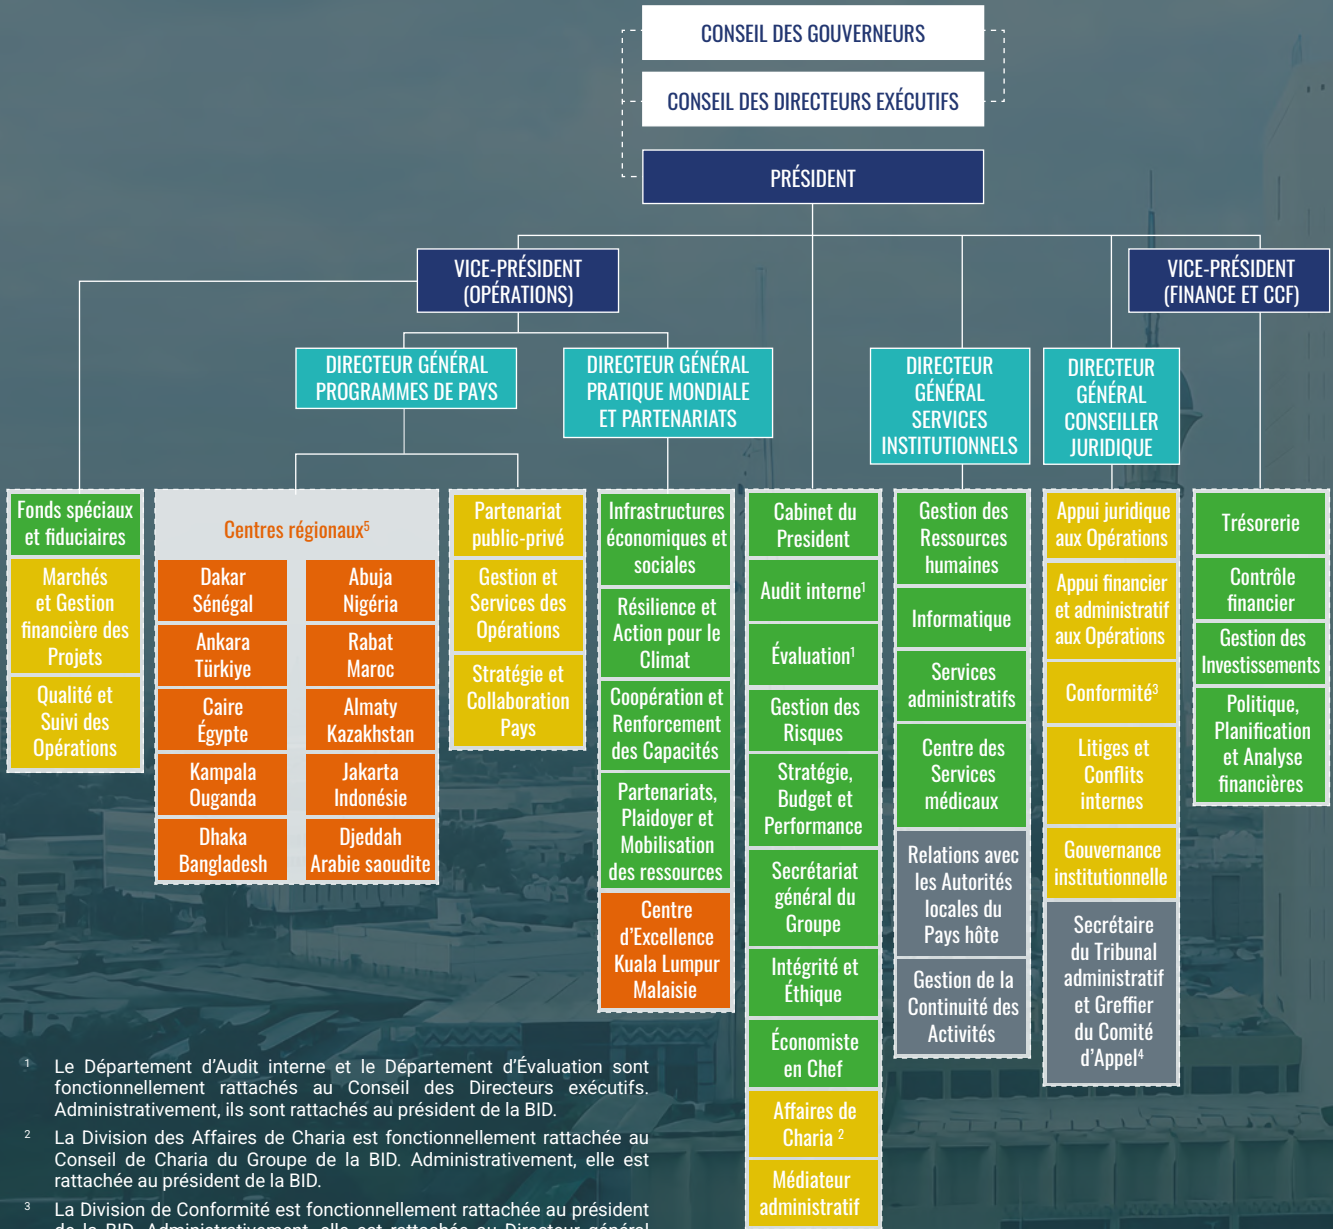 CONSEIL DES GOUVERNEURS
CONSEIL DES DIRECTEURS EXÉCUTIFS
PRÉSIDENT
VICE-PRÉSIDENT
(OPÉRATIONS)
VICE-PRÉSIDENT
(FINANCE ET CCF)
DIRECTEUR GÉNÉRAL
PROGRAMMES DE PAYS
DIRECTEUR GÉNÉRAL
PRATIQUE MONDIALE
ET PARTENARIATS
DIRECTEUR
GÉNÉRAL
SERVICES
INSTITUTIONNELS
DIRECTEUR
GÉNÉRAL
CONSEILLER
JURIDIQUE
Fonds spéciaux
et fiduciaires
Marchés
et Gestion
financière des
Projets
Qualité et
Suivi des
Opérations
Centres régionaux⁵
Dakar
Sénégal
Ankara
Türkiye
Caire
Égypte
Kampala
Ouganda
Dhaka
Bangladesh
Abuja
Nigéria
Rabat
Maroc
Almaty
Kazakhstan
Jakarta
Indonésie
Djeddah
Arabie saoudite
Partenariat
public-privé
Gestion et
Services des
Opérations
Stratégie et
Collaboration
Pays
Infrastructures
économiques et
sociales
Résilience et
Action pour le
Climat
Coopération et
Renforcement
des Capacités
Partenariats,
Plaidoyer et
Mobilisation
des ressources
Centre
d'Excellence
Kuala Lumpur
Malaisie
Cabinet du
President
Audit interne¹
Évaluation¹
Gestion des
Risques
Stratégie,
Budget et
Performance
Secrétariat
général du
Groupe
Intégrité et
Éthique
Économiste
en Chef
Affaires de
Charia ²
Médiateur
administratif
Gestion des
Ressources
humaines
Informatique
Services
administratifs
Centre des
Services
médicaux
Relations avec
les Autorités
locales du
Pays hôte
Gestion de la
Continuité des
Activités
Appui juridique
aux Opérations
Appui financier
et administratif
aux Opérations
Conformité³
Litiges et
Conflits
internes
Gouvernance
institutionnelle
Secrétaire
du Tribunal
administratif
et Greffier
du Comité
d'Appel⁴
Trésorerie
Contrôle
financier
Gestion des
Investissements
Politique,
Planification
et Analyse
financières
¹ Le Département d'Audit interne et le Département d'Évaluation sont
fonctionnellement rattachés au Conseil des Directeurs exécutifs.
Administrativement, ils sont rattachés au président de la BID.
² La Division des Affaires de Charia est fonctionnellement rattachée au
Conseil de Charia du Groupe de la BID. Administrativement, elle est
rattachée au président de la BID.
³ La Division de Conformité est fonctionnellement rattachée au président
de la BID. Administrativement, elle est rattachée au Directeur général